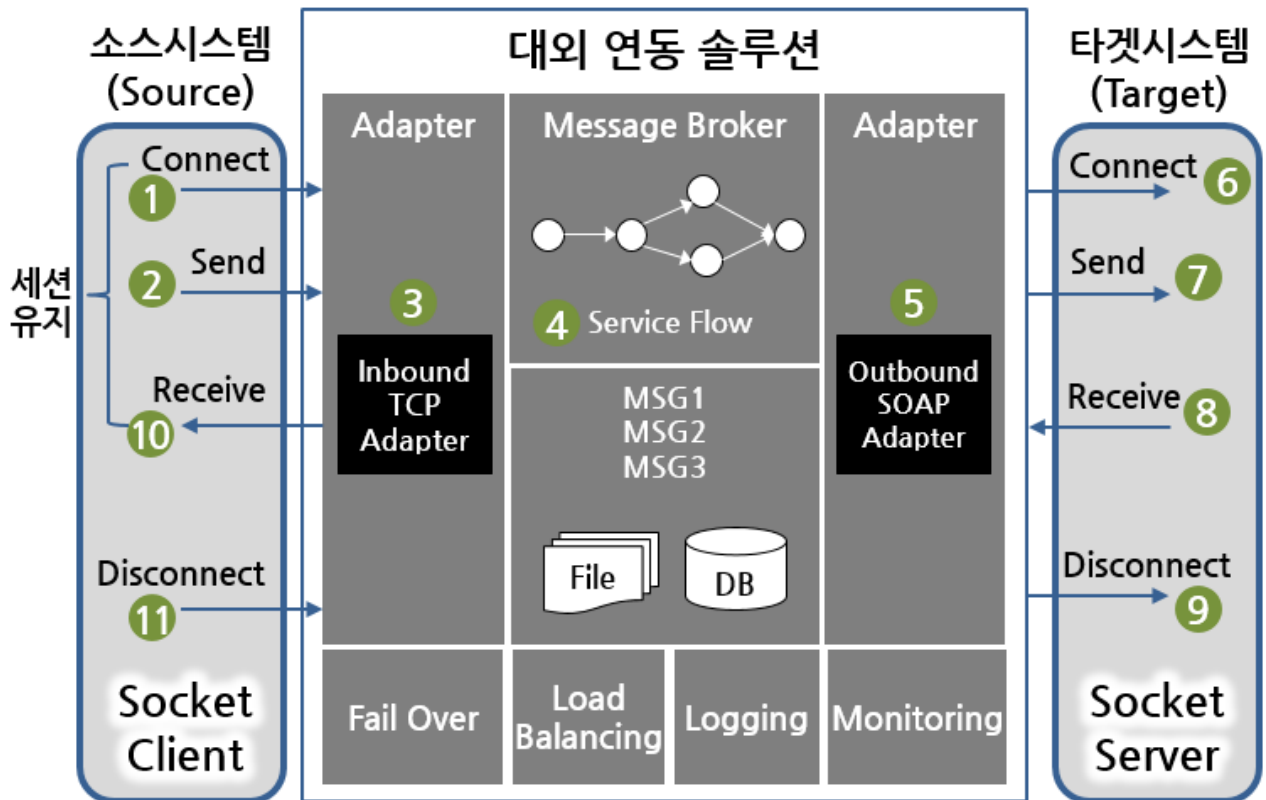 소스시스템
(Source)
대외 연동 솔루션
타겟시스템
(Target)
Adapter
Message Broker
Adapter
Connect
1
Send
2
세션
유지
Receive
10
Disconnect
11
Socket
Client
3
Inbound
TCP
Adapter
4 Service Flow
MSG1
MSG2
MSG3
File
DB
5
Outbound
SOAP
Adapter
Fail Over
Load
Balancing
Logging
Monitoring
Connect
6
Send
7
Receive
8
Disconnect
9
Socket
Server